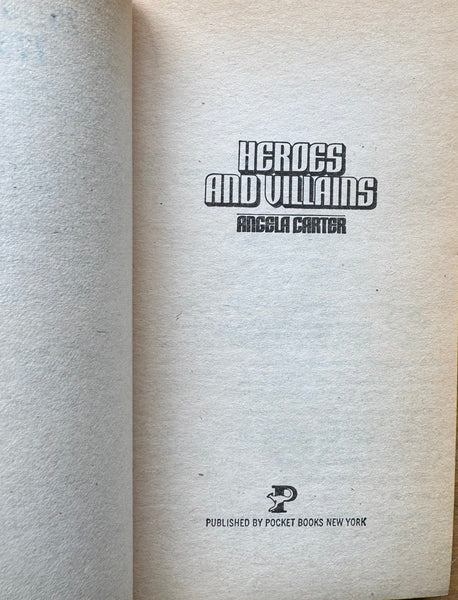 HEROES
AND VILLAINS
ANGELA CARTER
P
PUBLISHED BY POCKET BOOKS NEW YORK